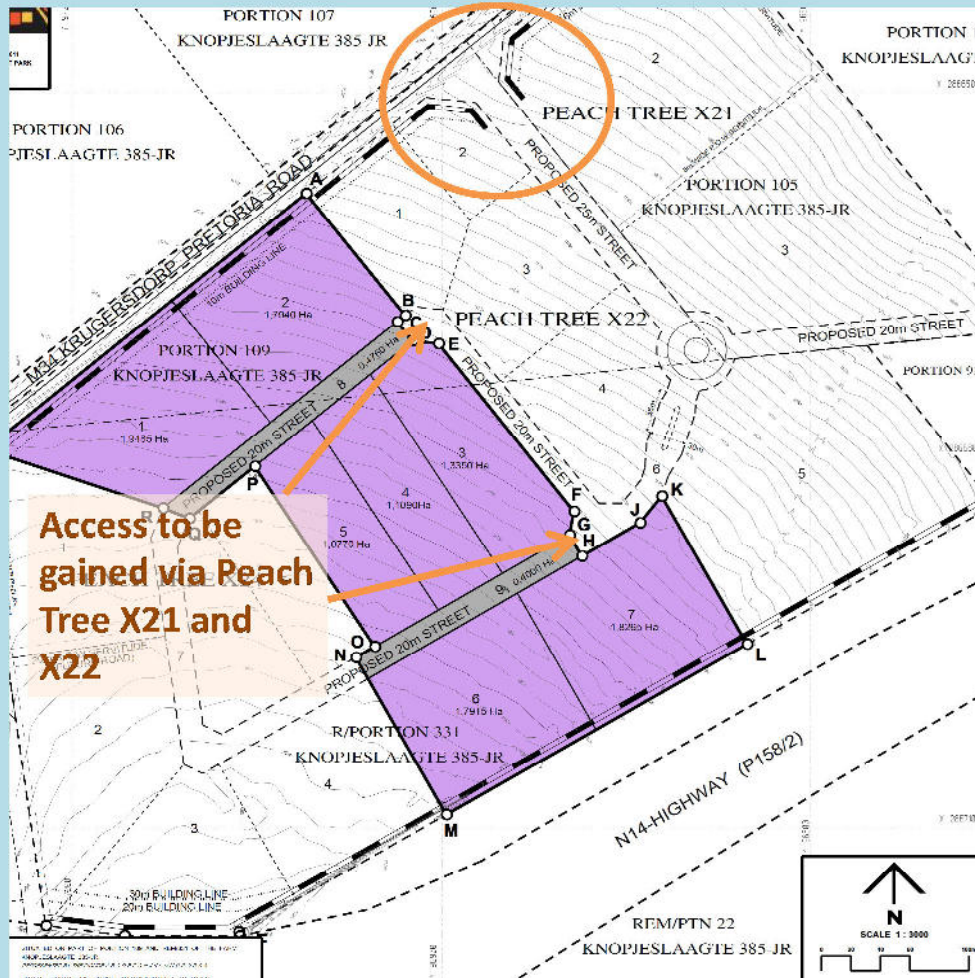 PORTION 107
KNOPJESLAAGTE 385 JR
PORTION 1
KNOPJESLAAGT
T PARK
2
PEACH TREE X21
PORTION 106
PJESLAAGTE 385-JR
2
M34 KRUGERSDORP PRETORIA ROAD
A
PROPOSED 25m STREET
PORTION 105
KNOPJESLAAGTE 385-JR
1
3
3
10m BUILDING LINE
2
B
C
D
E
PEACH TREE X22
PORTION 109
KNOPJESLAAGTE 385 JR
8
0.4760 Ha
PROPOSED 20m STREET
PORTION 9
PROPOSED 20m STREET
4
1
PROPOSED 20m STREET
3
1,3350 Ha
P
4
1,1090 Ha
5
6
F
G
H
J
K
R
Q
5
1,0770 Ha
Access to be
gained via Peach
Tree X21 and
X22
9
0.4000 Ha
PROPOSED 20m STREET
O
N
7
1,8265 Ha
L
6
1,7915 Ha
2
R/PORTION 331
KNOPJESLAAGTE 385-JR
4
3
M
N14-HIGHWAY (P158/2)
30m BUILDING LINE
20m BUILDING LINE
REM/PTN 22
KNOPJESLAAGTE 385-JR
N
SCALE 1 : 3000